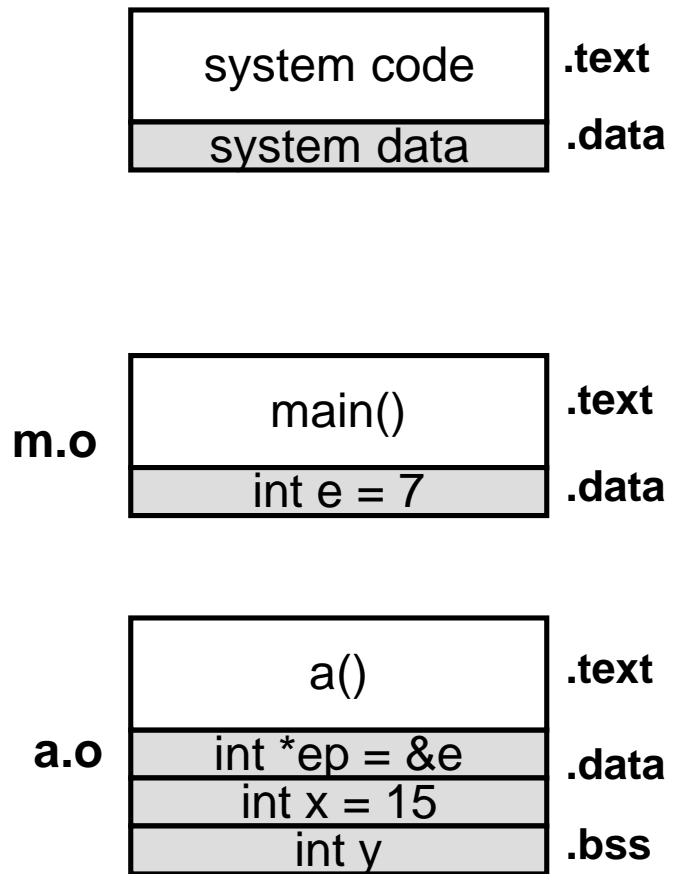 system code .text
system data .data
m.o
main() .text
int e = 7 .data
a.o
a() .text
int *ep = &e .data
int x = 15
int y .bss